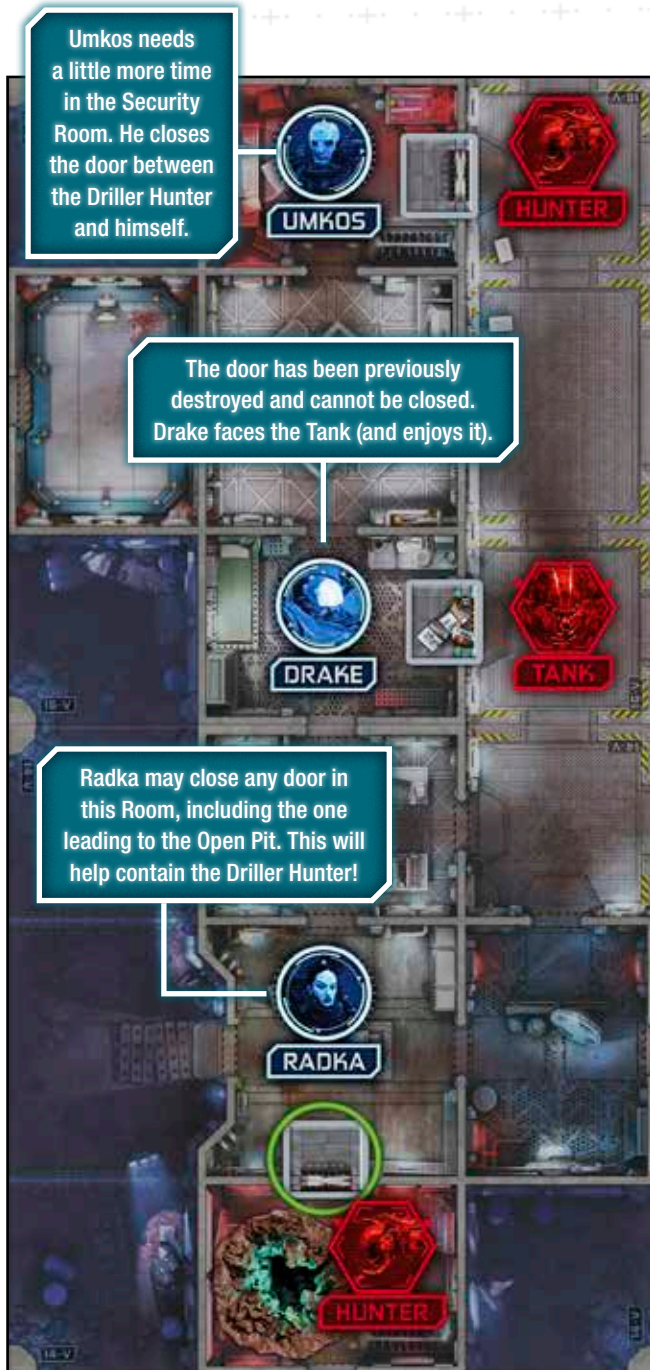 Umkos needs
a little more time
in the Security
Room. He closes
the door between
the Driller Hunter
and himself.
UMKOS
HUNTER
The door has been previously
destroyed and cannot be closed.
Drake faces the Tank (and enjoys it).
DRAKE
TANK
16-V
Radka may close any door in
this Room, including the one
leading to the Open Pit. This will
help contain the Driller Hunter!
RADKA
HUNTER
16-V